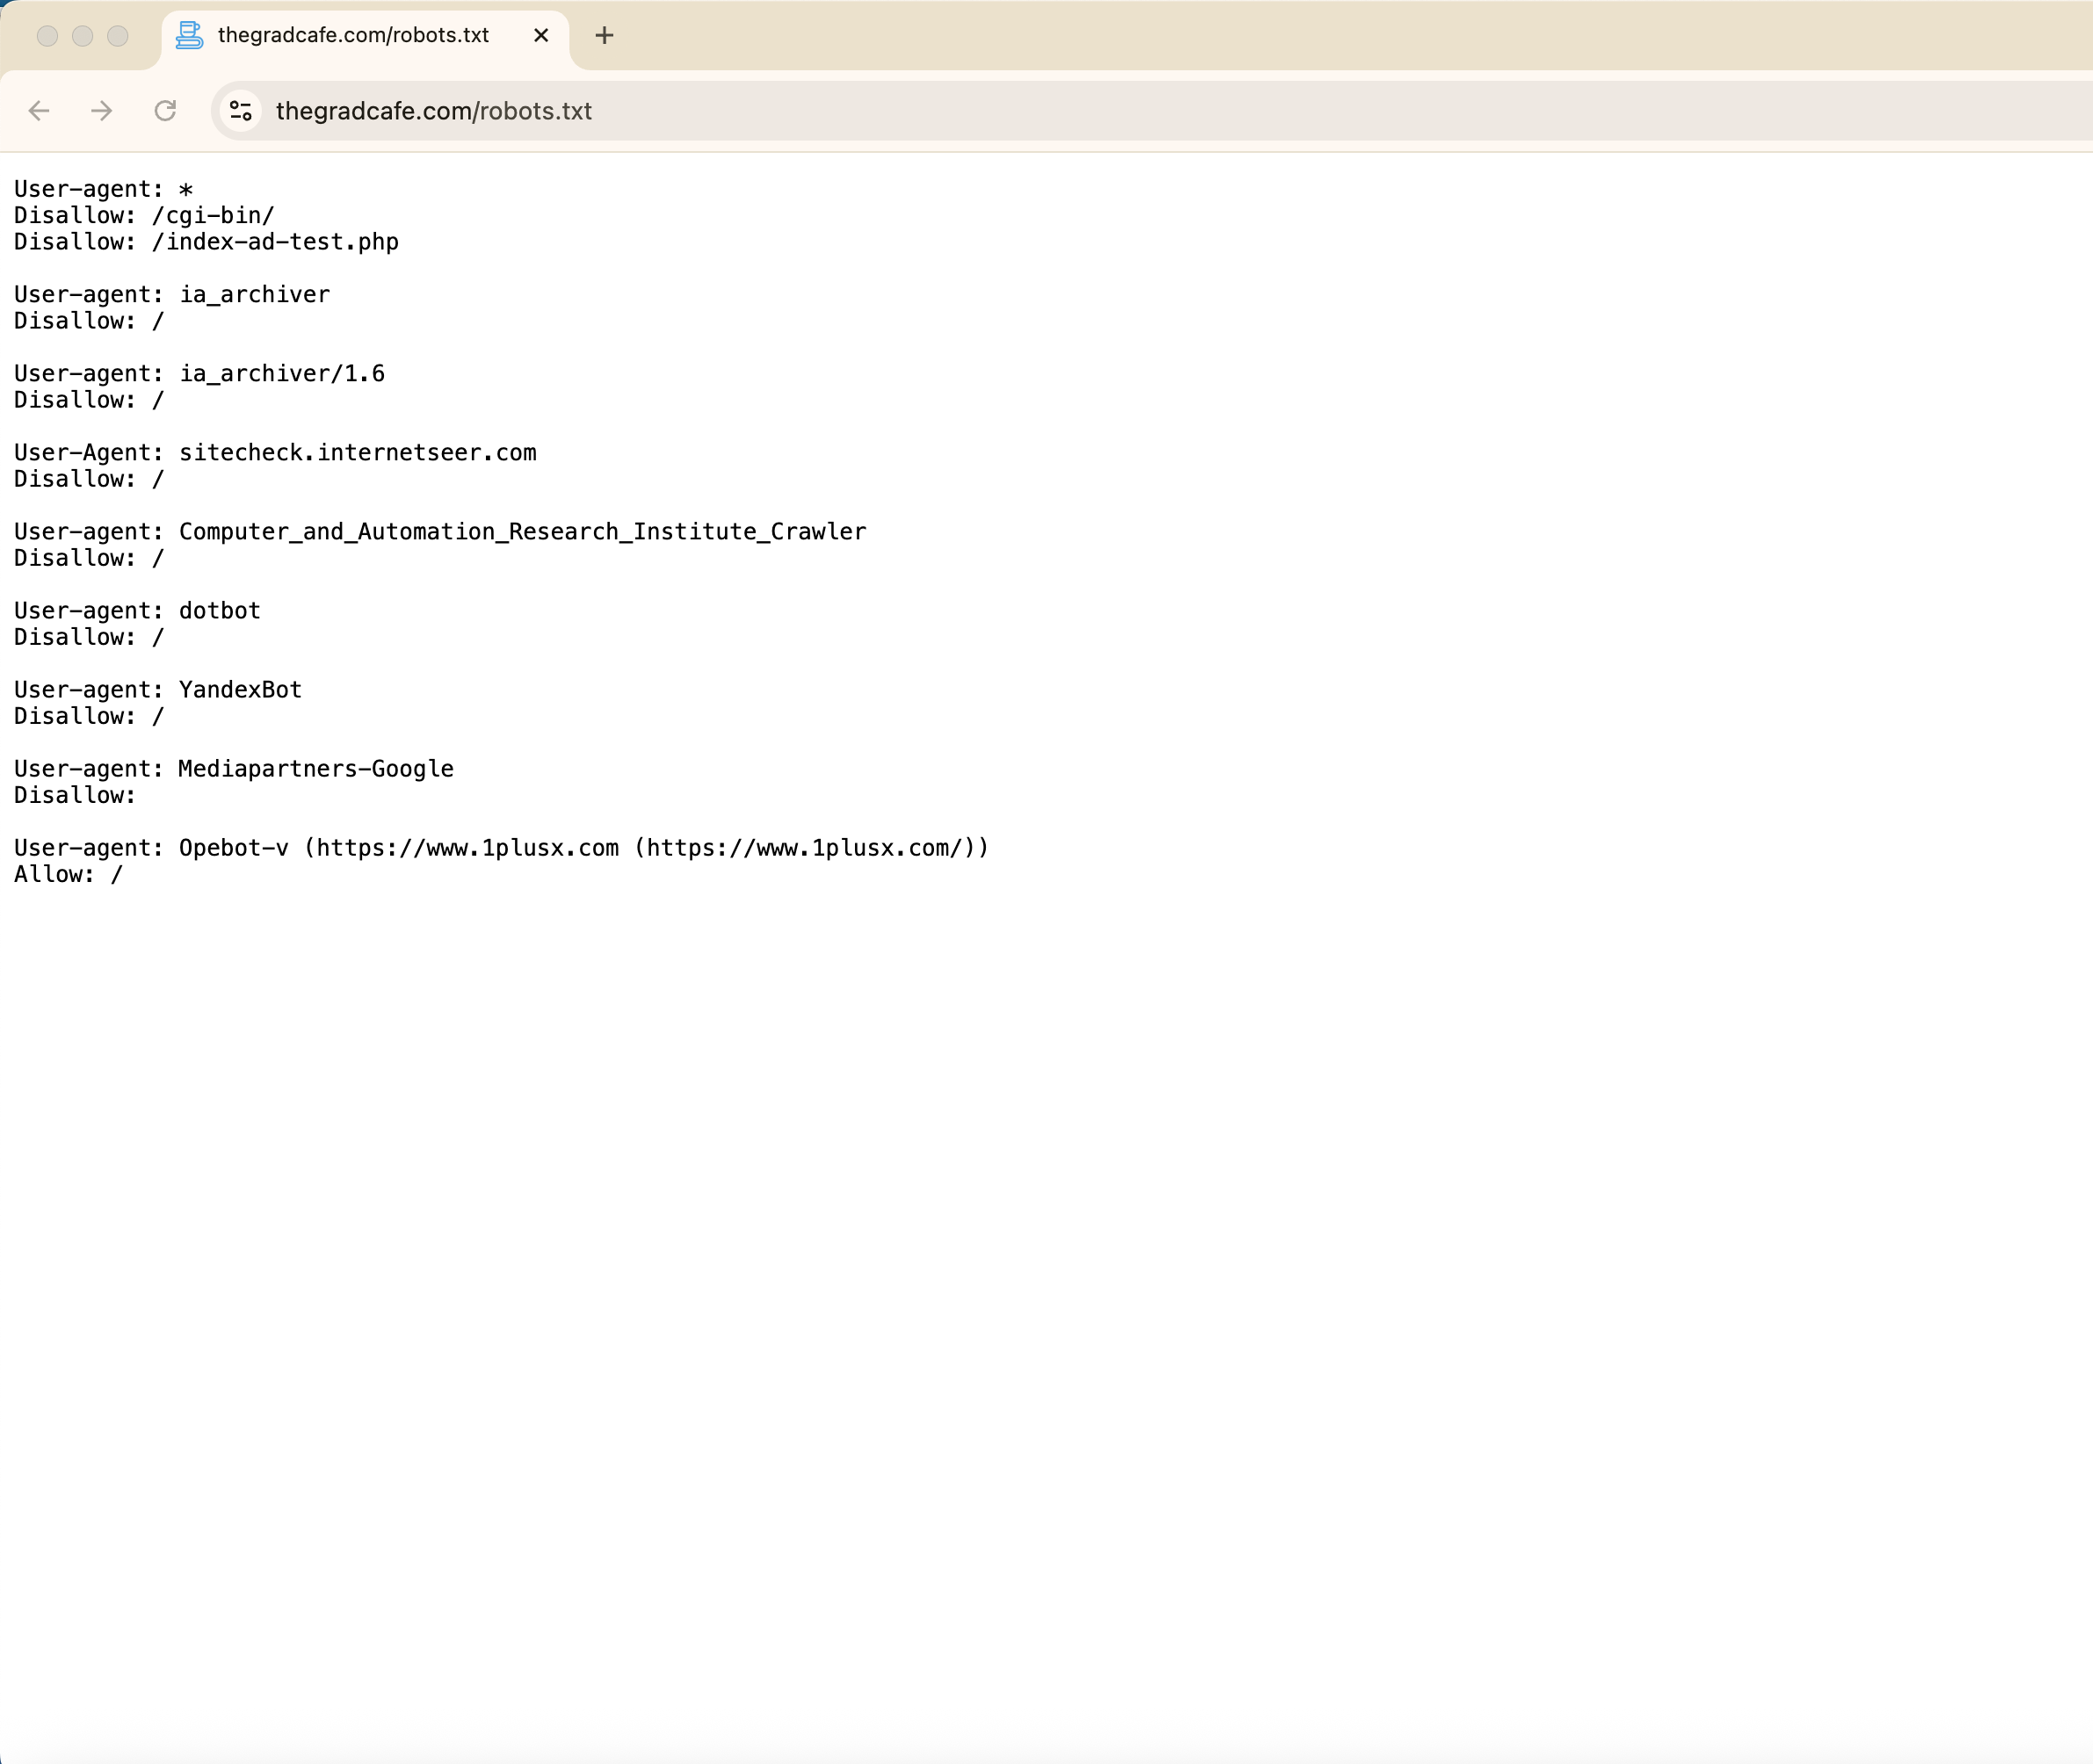 thegradcafe.com/robots.txt
thegradcafe.com/robots.txt
User-agent: *
Disallow: /cgi-bin/
Disallow: /index-ad-test.php
User-agent: ia_archiver
Disallow: /
User-agent: ia_archiver/1.6
Disallow: /
User-Agent: sitecheck.internetseer.com
Disallow: /
User-agent: Computer_and_Automation_Research_Institute_Crawler
Disallow: /
User-agent: dotbot
Disallow: /
User-agent: YandexBot
Disallow: /
User-agent: Mediapartners-Google
Disallow:
User-agent: Opebot-v (https://www.1plusx.com (https://www.1plusx.com/))
Allow: /